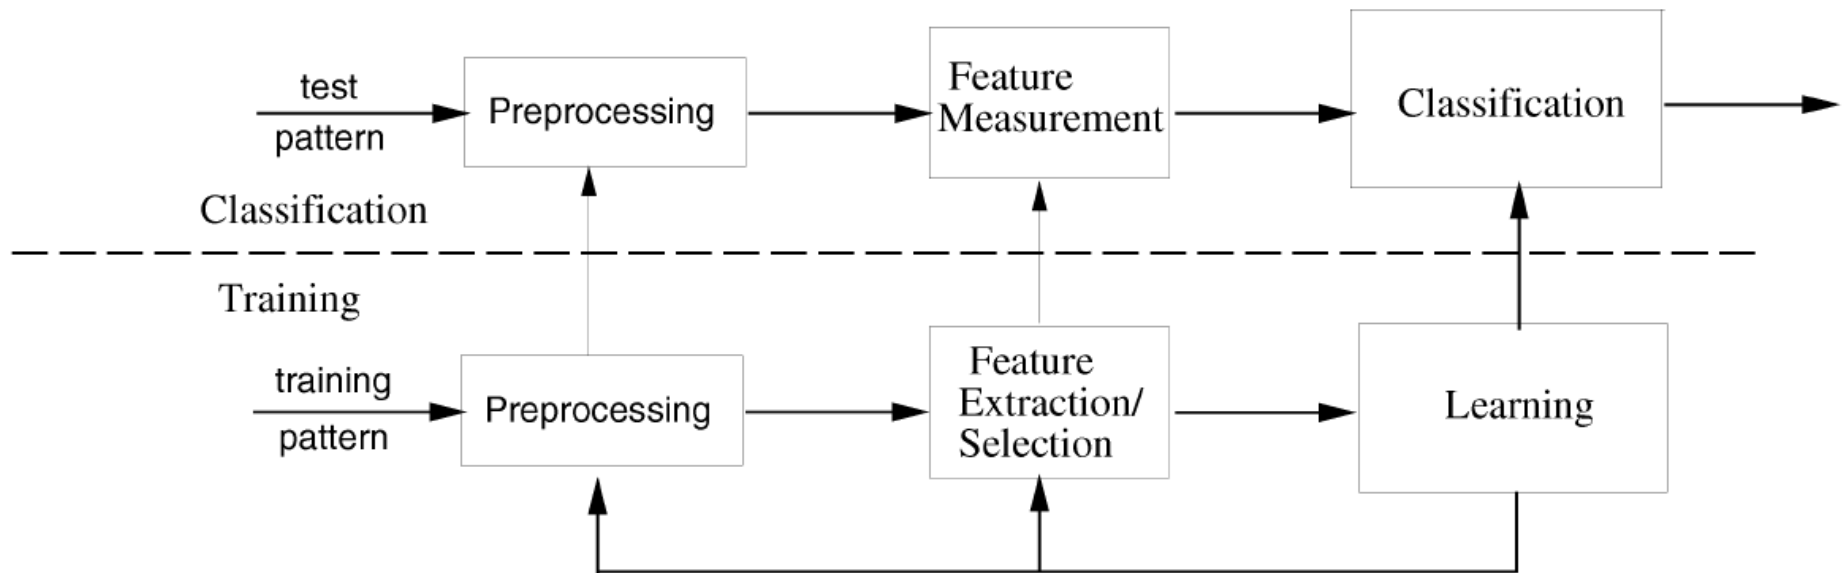 test
pattern
Preprocessing
Feature
Measurement
Classification
Classification
Training
training
pattern
Preprocessing
Feature
Extraction/
Selection
Learning